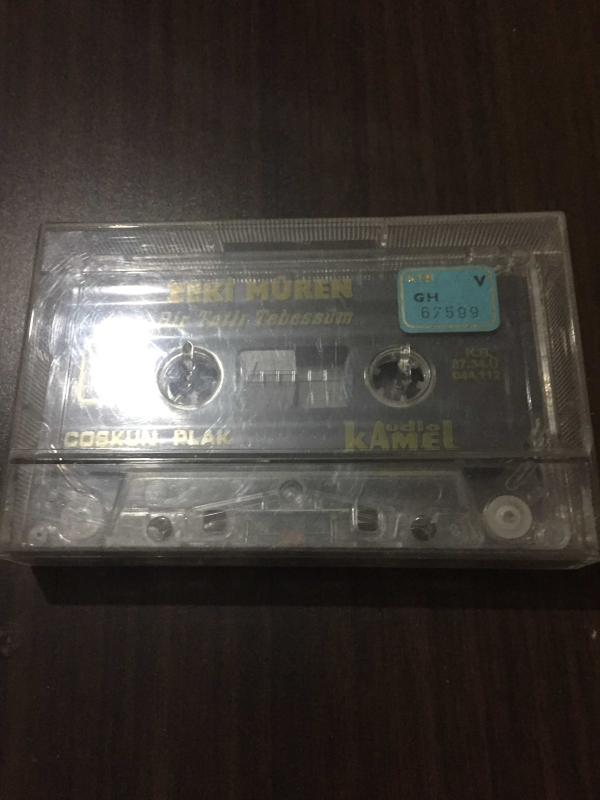 ZEKİ MÜREN
Bir Tatlı Tebessüm
V
GH
67599
COŞKUN PLAK
audio
KAMEL